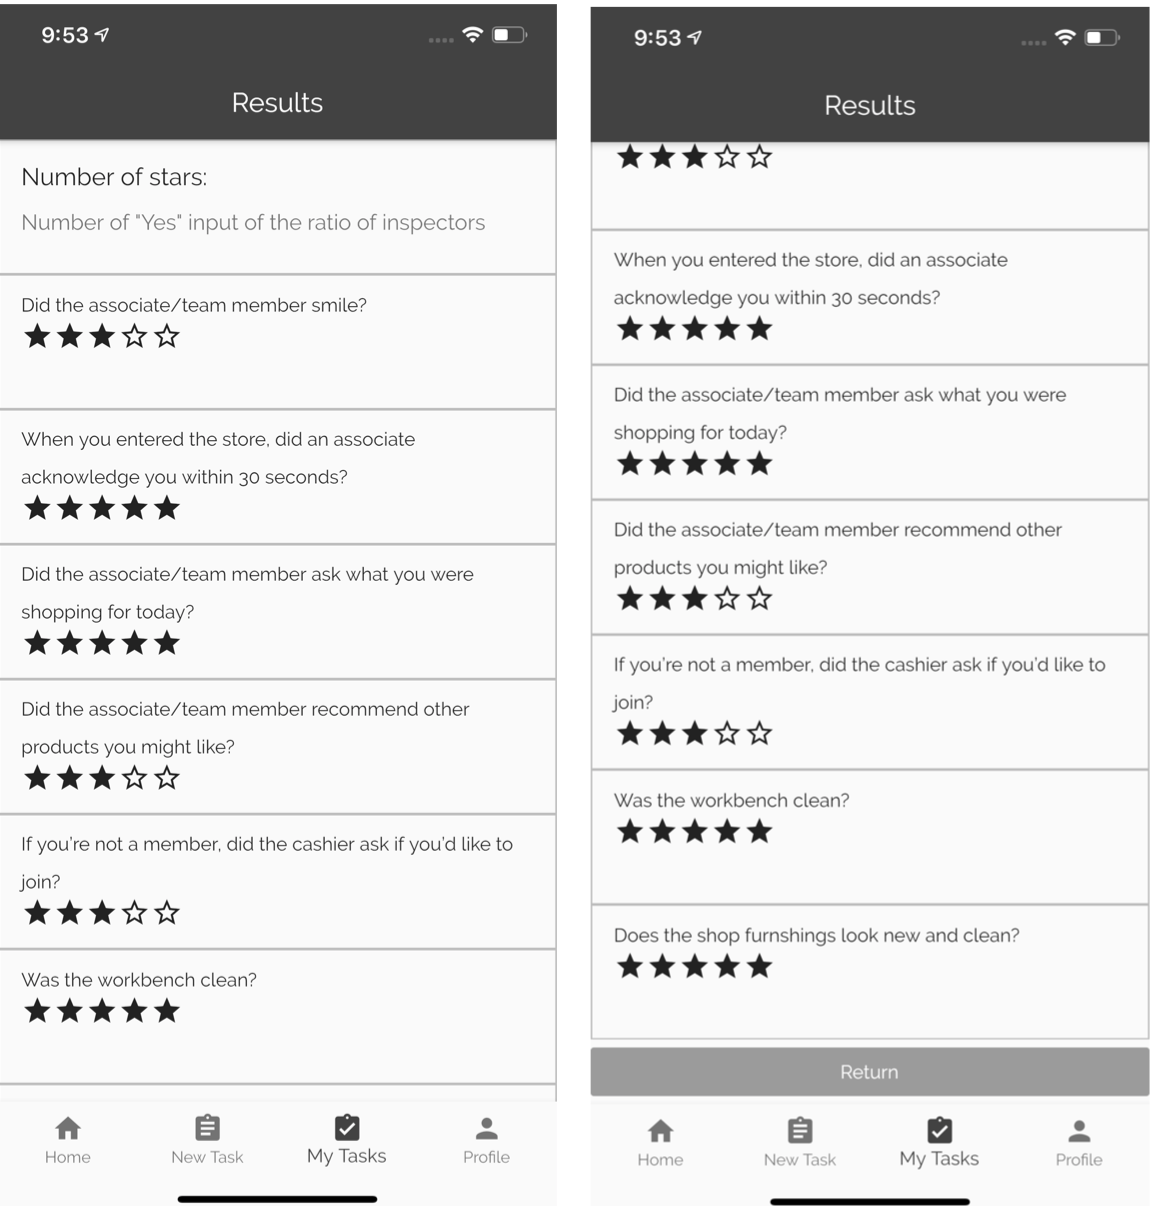 9:53
Results
Number of stars:
Number of "Yes" input of the ratio of inspectors
Did the associate/team member smile?
When you entered the store, did an associate
acknowledge you within 30 seconds?
Did the associate/team member ask what you were
shopping for today?
Did the associate/team member recommend other
products you might like?
If you're not a member, did the cashier ask if you'd like to
join?
Was the workbench clean?
Home
New Task
My Tasks
Profile
9:53
Results
When you entered the store, did an associate
acknowledge you within 30 seconds?
Did the associate/team member ask what you were
shopping for today?
Did the associate/team member recommend other
products you might like?
If you're not a member, did the cashier ask if you'd like to
join?
Was the workbench clean?
Does the shop furnshings look new and clean?
Return
Home
New Task
My Tasks
Profile